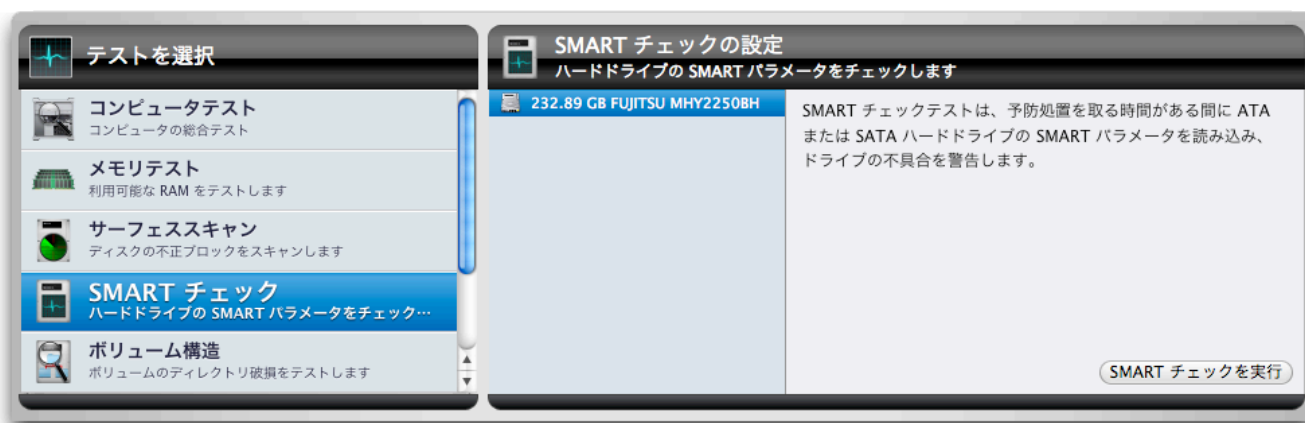 テストを選択
コンピュータテスト
コンピュータの総合テスト
メモリテスト
利用可能な RAM をテストします
サーフェススキャン
ディスクの不正ブロックをスキャンします
SMART チェック
ハードドライブの SMART パラメータをチェック…
ボリューム構造
ボリュームのディレクトリ破損をテストします
SMART チェックの設定
ハードドライブの SMART パラメータをチェックします
232.89 GB FUJITSU MHY2250BH
SMART チェックテストは、予防処置を取る時間がある間に ATA
または SATA ハードドライブの SMART パラメータを読み込み、
ドライブの不具合を警告します。
SMART チェックを実行